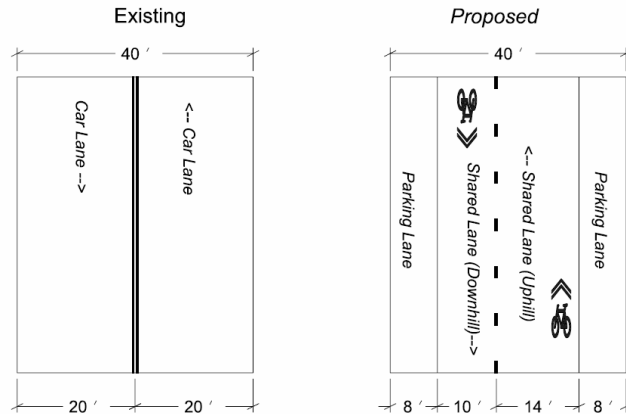 Existing
Proposed
40 ′
40 ′
Car Lane -->
<-- Car Lane
Parking Lane
Shared Lane (Downhill)-->
<-- Shared Lane (Uphill)
Parking Lane
20 ′
20 ′
8 ′
10 ′
14 ′
8 ′